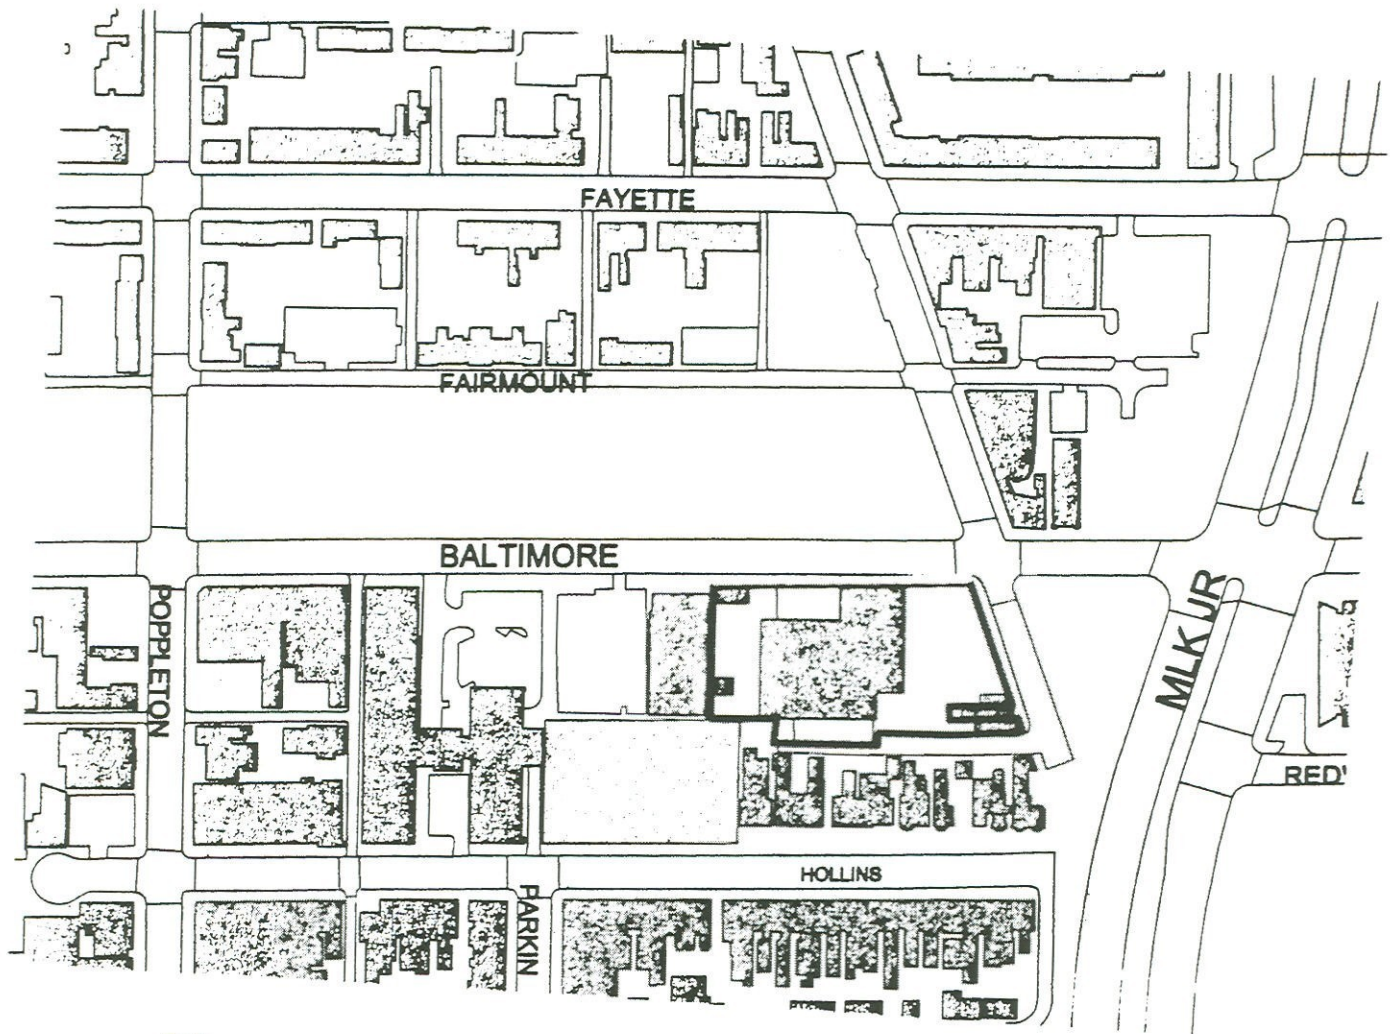 FAYETTE
FAIRMOUNT
BALTIMORE
POPPLETON
MLK JR
RED'
HOLLINS
PARKIN